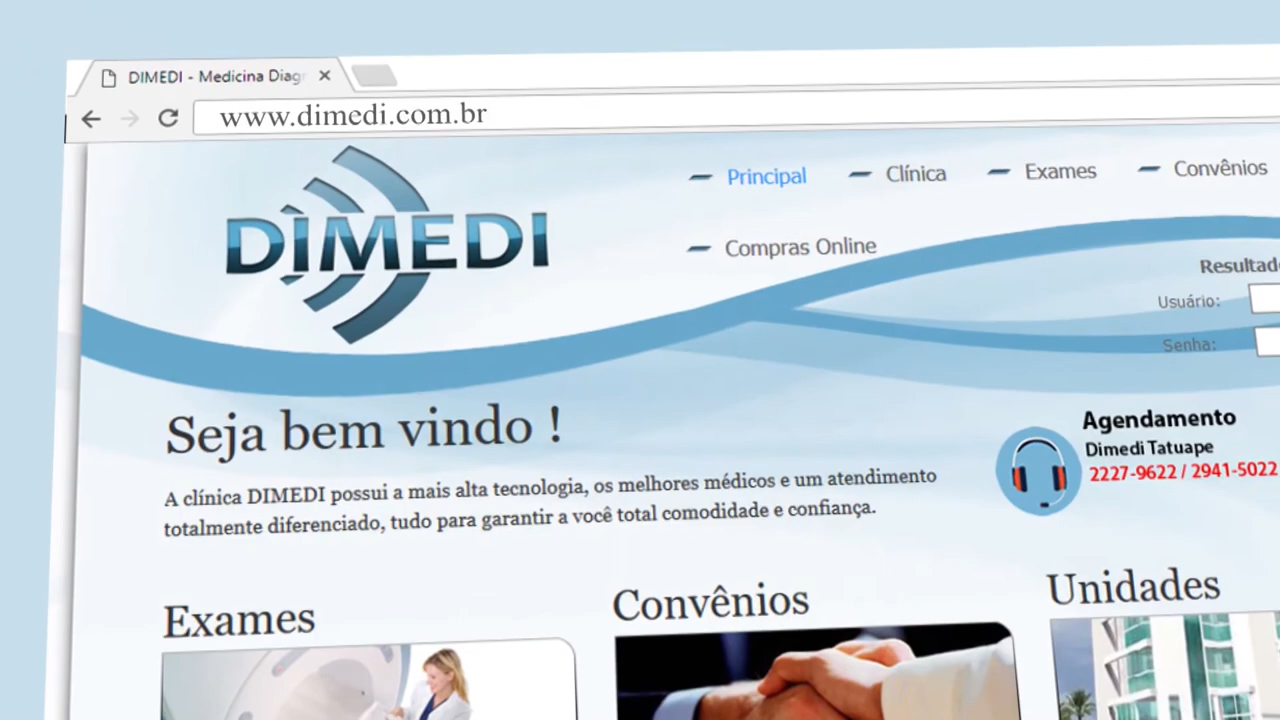 DIMEDI - Medicina Diag
www.dimedi.com.br
DIMEDI
Principal
Clínica
Exames
Convênios
Compras Online
Usuário:
Senha:
Seja bem vindo !
A clínica DIMEDI possui a mais alta tecnologia, os melhores médicos e um atendimento
totalmente diferenciado, tudo para garantir a você total comodidade e confiança.
Agendamento
Dimedi Tatuape
2227-9622 / 2941-5022
Exames
Convênios
Unidades